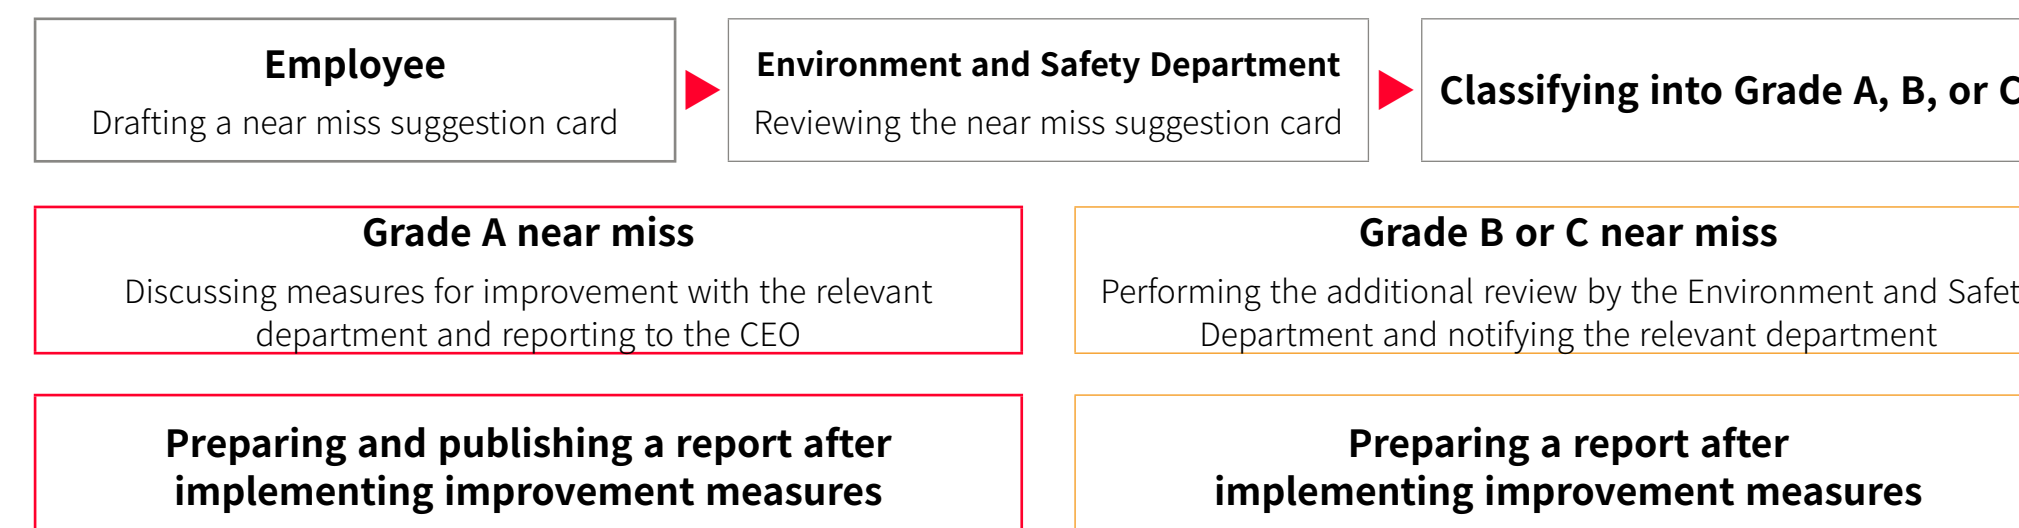 Employee
Drafting a near miss suggestion card
Environment and Safety Department
Reviewing the near miss suggestion card
Classifying into Grade A, B, or C
Grade A near miss
Discussing measures for improvement with the relevant
department and reporting to the CEO
Grade B or C near miss
Performing the additional review by the Environment and Safet
Department and notifying the relevant department
Preparing and publishing a report after
implementing improvement measures
Preparing a report after
implementing improvement measures